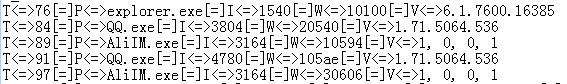 T<=>76[=]P<=>explorer.exe[=]I<=>1540[=]W<=>10100[=]V<=>6.1.7600.16385
T<=>84[=]P<=>QQ.exe[=]I<=>3804[=]W<=>20540[=]V<=>1.71.5064.536
T<=>89[=]P<=>AliIM.exe[=]I<=>3164[=]W<=>10594[=]V<=>1, 0, 0, 1
T<=>91[=]P<=>QQ.exe[=]I<=>4780[=]W<=>105ae[=]V<=>1.71.5064.536
T<=>97[=]P<=>AliIM.exe[=]I<=>3164[=]W<=>30606[=]V<=>1, 0, 0, 1